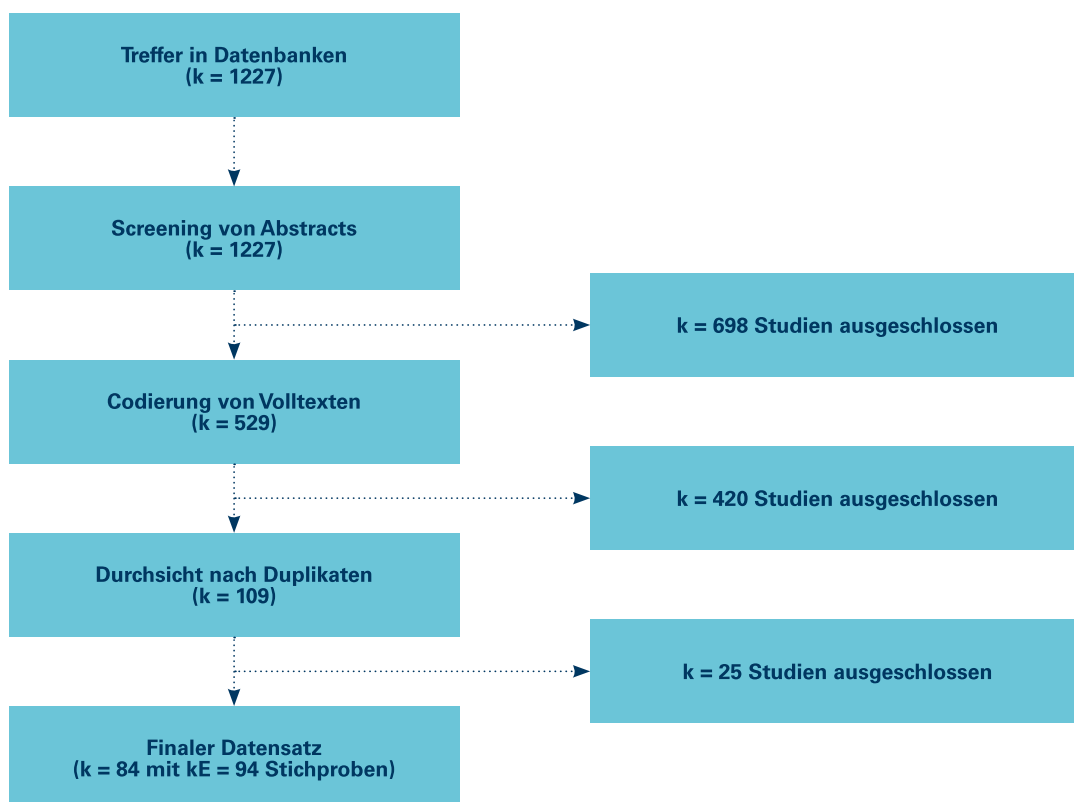 Treffer in Datenbanken
(k = 1227)
Screening von Abstracts
(k = 1227)
k = 698 Studien ausgeschlossen
Codierung von Volltexten
(k = 529)
k = 420 Studien ausgeschlossen
Durchsicht nach Duplikaten
(k = 109)
k = 25 Studien ausgeschlossen
Finaler Datensatz
(k = 84 mit kE = 94 Stichproben)